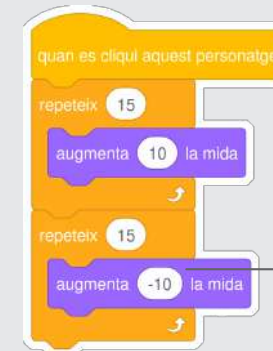 quan es cliqui aquest personatge
repeteix 15
augmenta 10 la mida
repeteix 15
augmenta -10 la mida